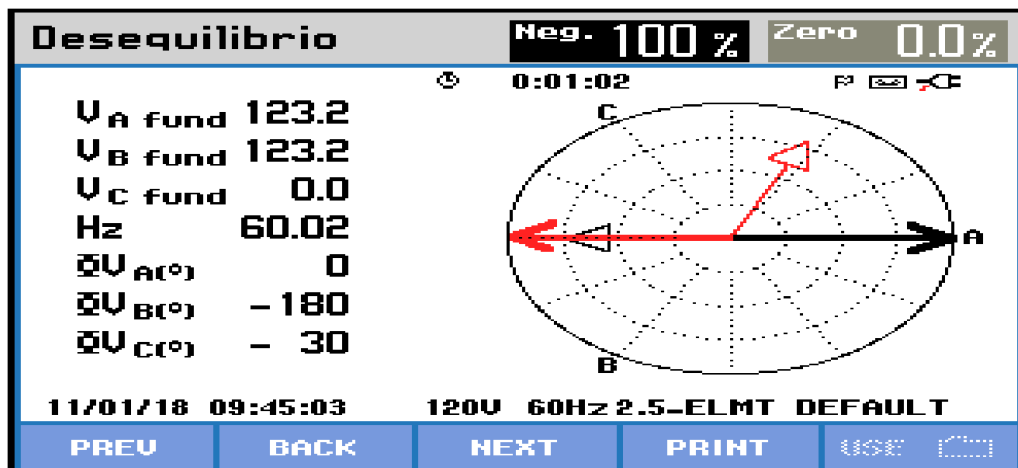 Desequilibrio Neg. 100 % Zero 0.0 %
0:01:02
V A fund 123.2
V B fund 123.2
V C fund 0.0
Hz 60.02
ΦV A(°) 0
ΦV B(°) -180
ΦV C(°) - 30
C
A
B
11/01/18 09:45:03 120V 60Hz 2.5-ELMT DEFAULT
PREV BACK NEXT PRINT USE